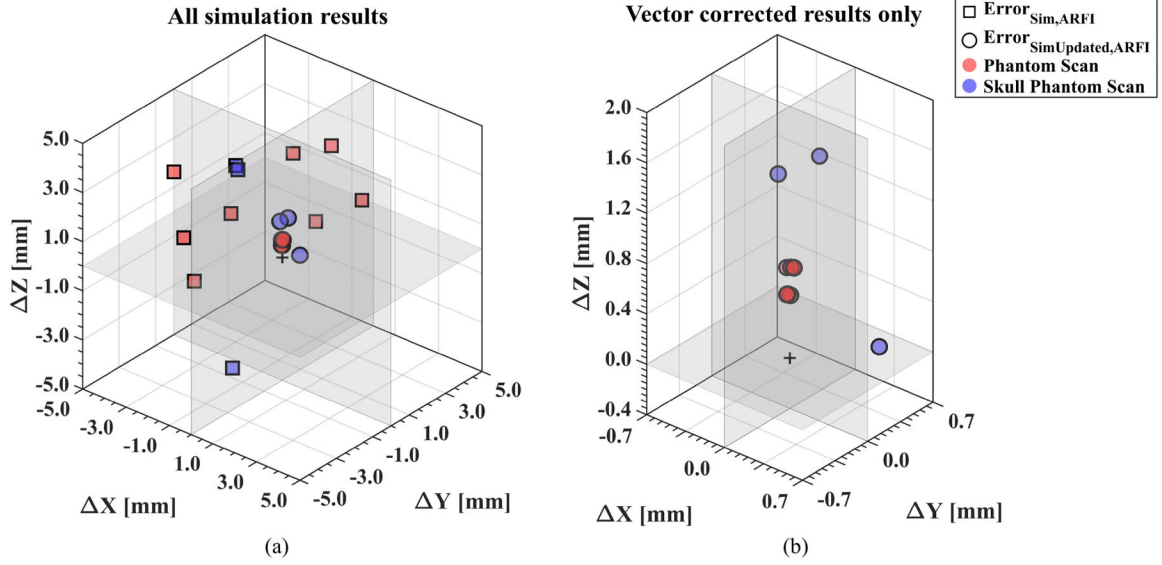 All simulation results
Vector corrected results only
Error Sim,ARFI
Error SimUpdated,ARFI
Phantom Scan
Skull Phantom Scan
5.0
3.0
1.0
-1.0
-3.0
-5.0
ΔZ [mm]
-5.0
-3.0
-1.0
1.0
3.0
5.0
ΔX [mm]
-5.0
-3.0
-1.0
1.0
3.0
5.0
ΔY [mm]
(a)
2.0
1.6
1.2
0.8
0.4
0.0
-0.4
ΔZ [mm]
-0.7
0.0
0.7
ΔX [mm]
-0.7
0.0
0.7
ΔY [mm]
(b)